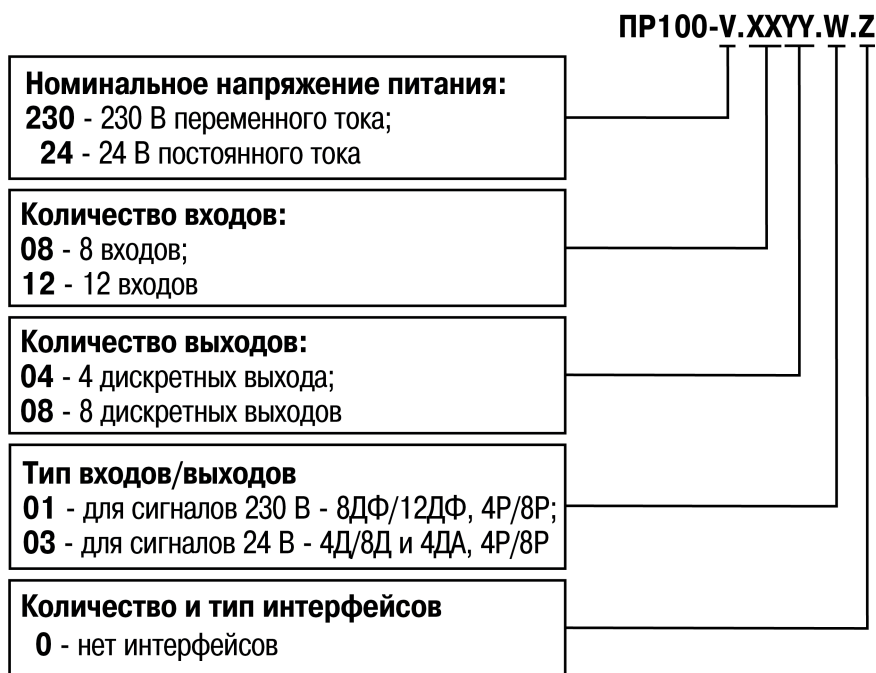 ПР100-V.XXYY.W.Z
Номинальное напряжение питания:
230 - 230 В переменного тока;
24 - 24 В постоянного тока
Количество входов:
08 - 8 входов;
12 - 12 входов
Количество выходов:
04 - 4 дискретных выхода;
08 - 8 дискретных выходов
Тип входов/выходов
01 - для сигналов 230 В - 8ДФ/12ДФ, 4Р/8Р;
03 - для сигналов 24 В - 4Д/8Д и 4ДА, 4Р/8Р
Количество и тип интерфейсов
0 - нет интерфейсов